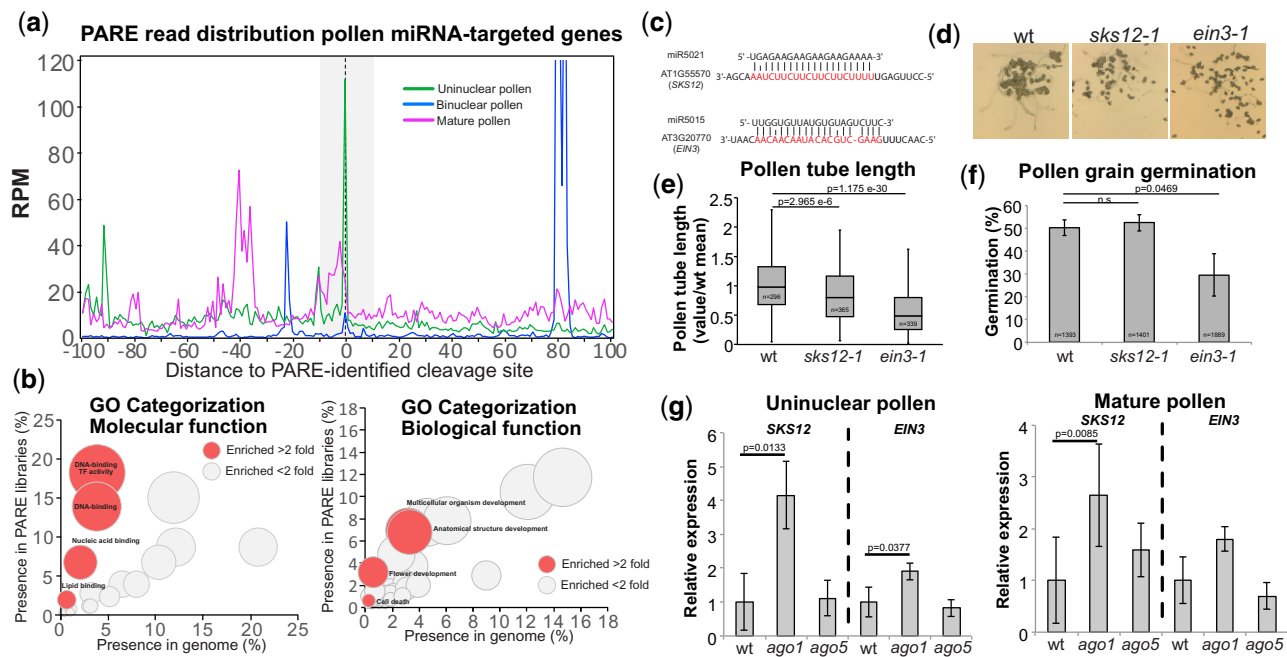 (a)
PARE read distribution pollen miRNA-targeted genes
120
100
80
60
40
20
0
RPM
Uninuclear pollen
Binuclear pollen
Mature pollen
-100 -80 -60 -40 -20 0 20 40 60 80 100
Distance to PARE-identified cleavage site
(b)
GO Categorization
Molecular function
Presence in PARE libraries (%)
25
20
15
10
5
0
Enriched >2 fold
Enriched <2 fold
DNA-binding
TF activity
DNA-binding
Nucleic acid binding
Lipid binding
0 5 10 15 20 25
Presence in genome (%)
GO Categorization
Biological function
Presence in PARE libraries (%)
18
16
14
12
10
8
6
4
2
0
Multicellular organism development
Anatomical structure development
Flower development
Cell death
Enriched >2 fold
Enriched <2 fold
0 2 4 6 8 10 12 14 16 18
Presence in genome (%)
(c)
miR5021
5'-UGAGAAGAAGAAGAAGAAAA-3'
AT1G55570
(SKS12)
3'-AGCAAAUCUUCUUCUUCUUCUUUUUGAGUUCC-5'
miR5015
5'- UUGGUGUUAUGUGUAGUCUUC-3'
AT3G20770
(EIN3)
3'-UAACAACAACAAUACACGUC-GAAGUUUCAAC-5'
(d)
wt sks12-1 ein3-1
(e)
Pollen tube length
p=1.175 e-30
p=2.965 e-6
Pollen tube length
(value/wt mean)
2.5
2
1.5
1
0.5
0
n=296
n=365
n=339
wt sks12-1 ein3-1
(f)
Pollen grain germination
p=0.0469
n s
Germination (%)
60
50
40
30
20
10
0
n=1393
n=1401
n=1889
wt sks12-1 ein3-1
(g)
Uninuclear pollen
SKS12 EIN3
p=0.0133
p=0.0377
Relative expression
6
5
4
3
2
1
0
wt ago1 ago5 wt ago1 ago5
Mature pollen
SKS12 EIN3
p=0.0085
Relative expression
4
3
2
1
0
wt ago1 ago5 wt ago1 ago5